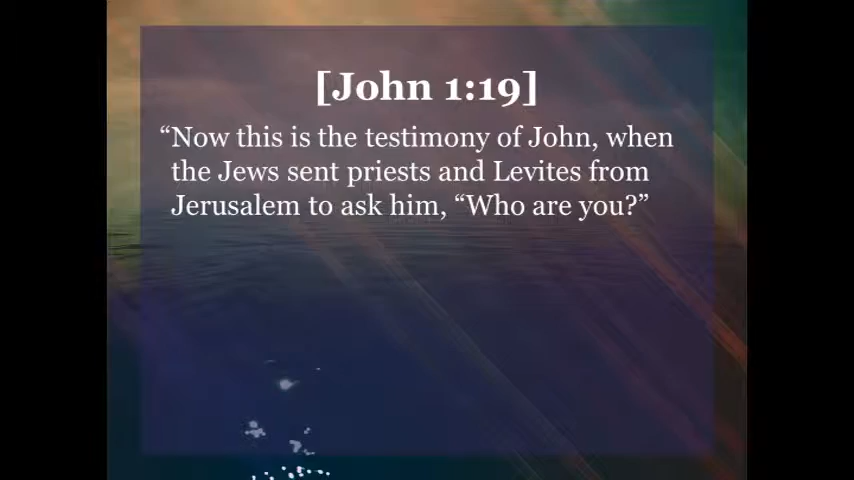 [John 1:19]
“Now this is the testimony of John, when
the Jews sent priests and Levites from
Jerusalem to ask him, “Who are you?”